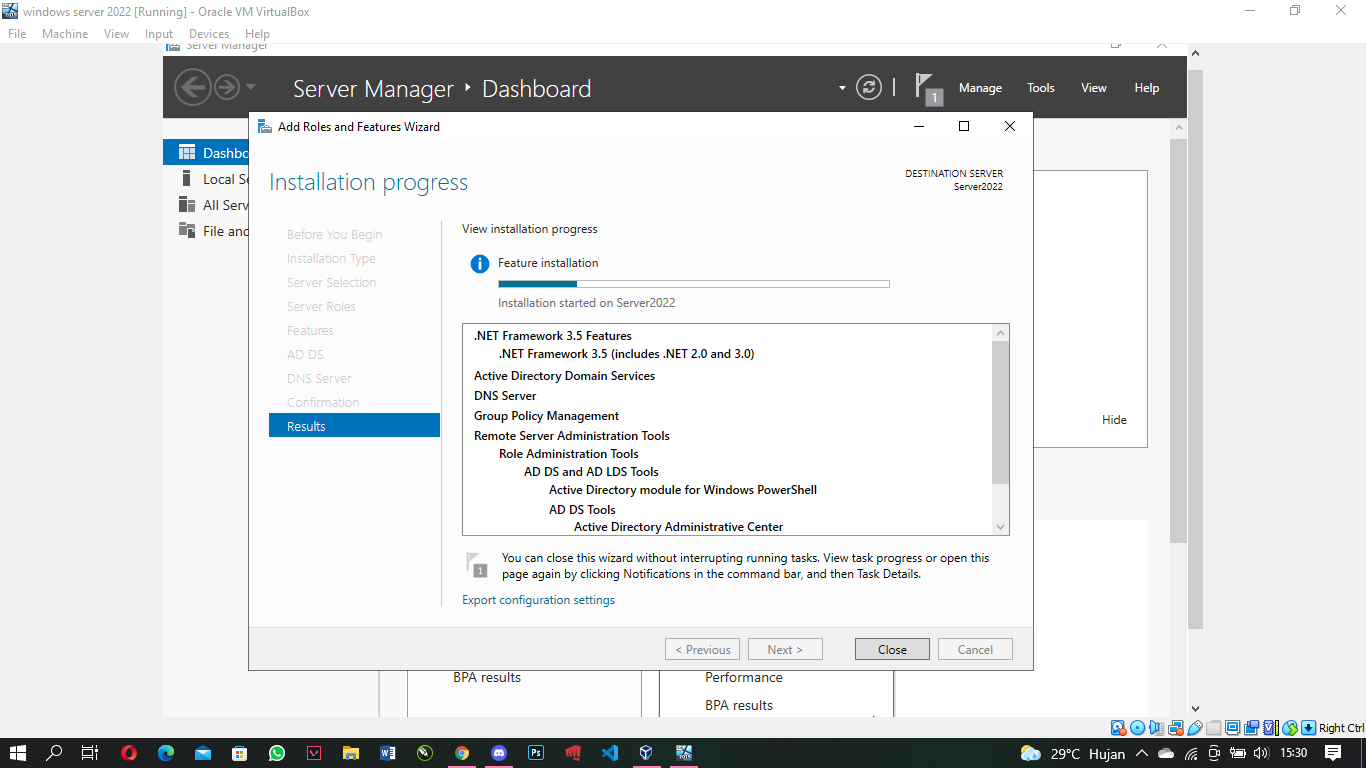 windows server 2022 [Running] - Oracle VM VirtualBox
File Machine View Input Devices Help
Server Manager
Server Manager Dashboard
1 Manage Tools View Help
Add Roles and Features Wizard
Dashbo
Local Se
All Serv
File and
Installation progress
DESTINATION SERVER
Server2022
Before You Begin
Installation Type
Server Selection
Server Roles
Features
AD DS
DNS Server
Confirmation
Results
View installation progress
Feature installation
Installation started on Server2022
.NET Framework 3.5 Features
.NET Framework 3.5 (includes .NET 2.0 and 3.0)
Active Directory Domain Services
DNS Server
Group Policy Management
Remote Server Administration Tools
Role Administration Tools
AD DS and AD LDS Tools
Active Directory module for Windows PowerShell
AD DS Tools
Active Directory Administrative Center
1
You can close this wizard without interrupting running tasks. View task progress or open this
page again by clicking Notifications in the command bar, and then Task Details.
Export configuration settings
< Previous Next > Close Cancel
Hide
BPA results
Performance
BPA results
Right Ctrl
29°C Hujan 15:30